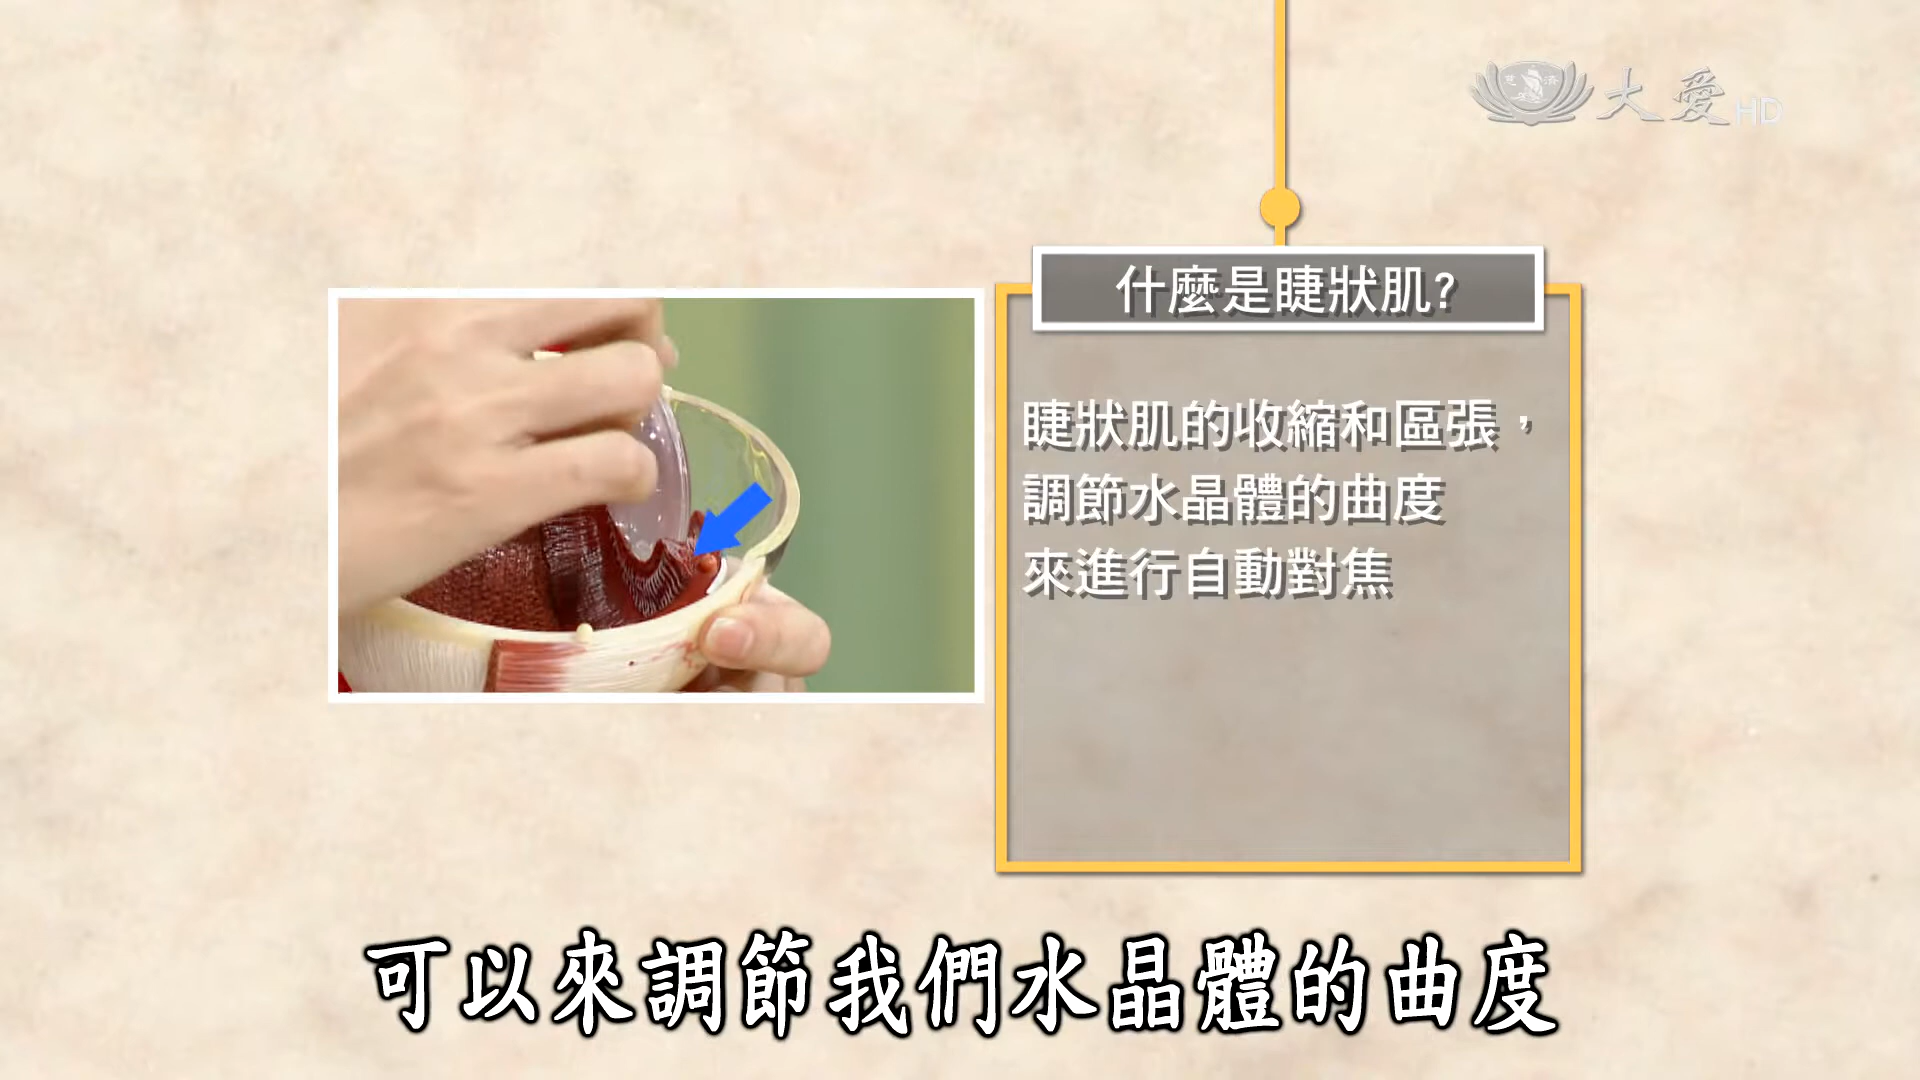 大愛HD
什麼是睫狀肌?
睫狀肌的收縮和區張，
調節水晶體的曲度
來進行自動對焦
可以來調節我們水晶體的曲度